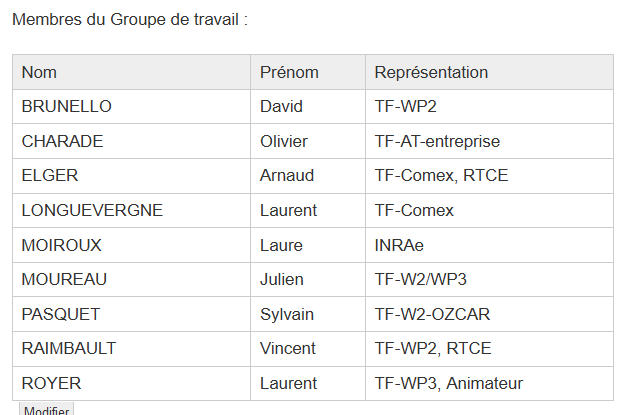 Membres du Groupe de travail :
Nom Prénom Représentation
BRUNELLO David TF-WP2
CHARADE Olivier TF-AT-entreprise
ELGER Arnaud TF-Comex, RTCE
LONGUEVERGNE Laurent TF-Comex
MOIROUX Laure INRAe
MOUREAU Julien TF-W2/WP3
PASQUET Sylvain TF-W2-OZCAR
RAIMBAULT Vincent TF-WP2, RTCE
ROYER Laurent TF-WP3, Animateur
Modifier